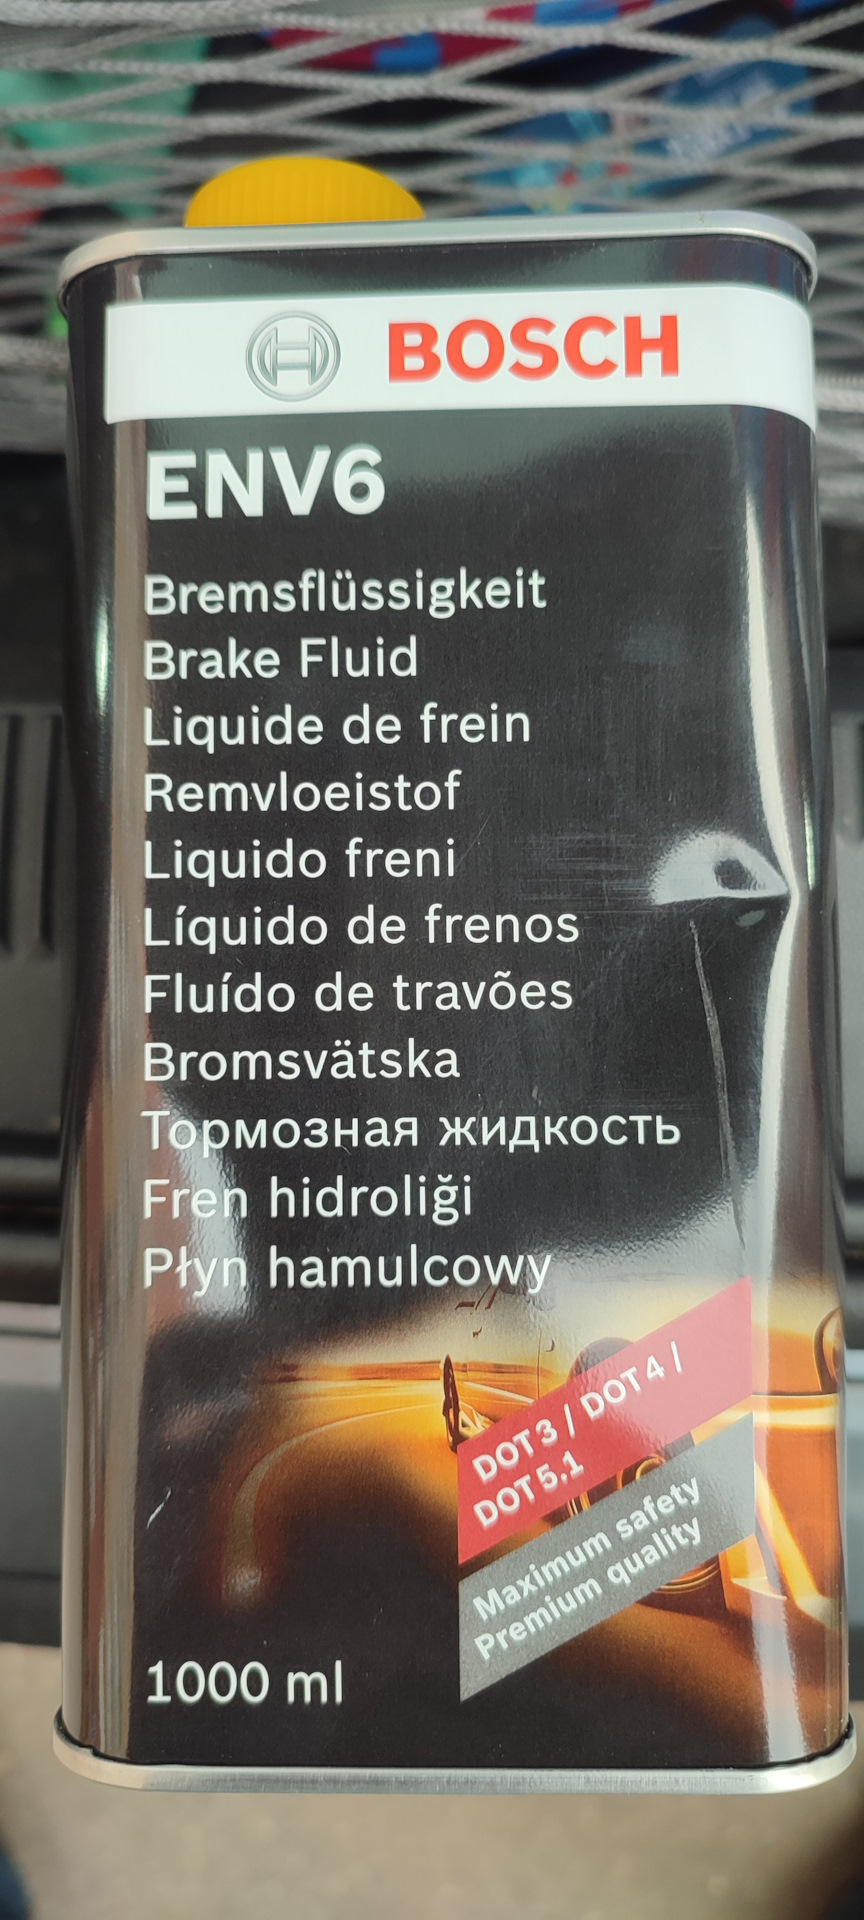 BOSCH
ENV6
Bremsflüssigkeit
Brake Fluid
Liquide de frein
Remvloeistof
Liquido freni
Líquido de frenos
Fluído de travões
Bromsvätska
Тормозная жидкость
Fren hidroliği
Płyn hamulcowy
DOT 3 / DOT 4 /
DOT 5.1
Maximum safety
Premium quality
1000 ml